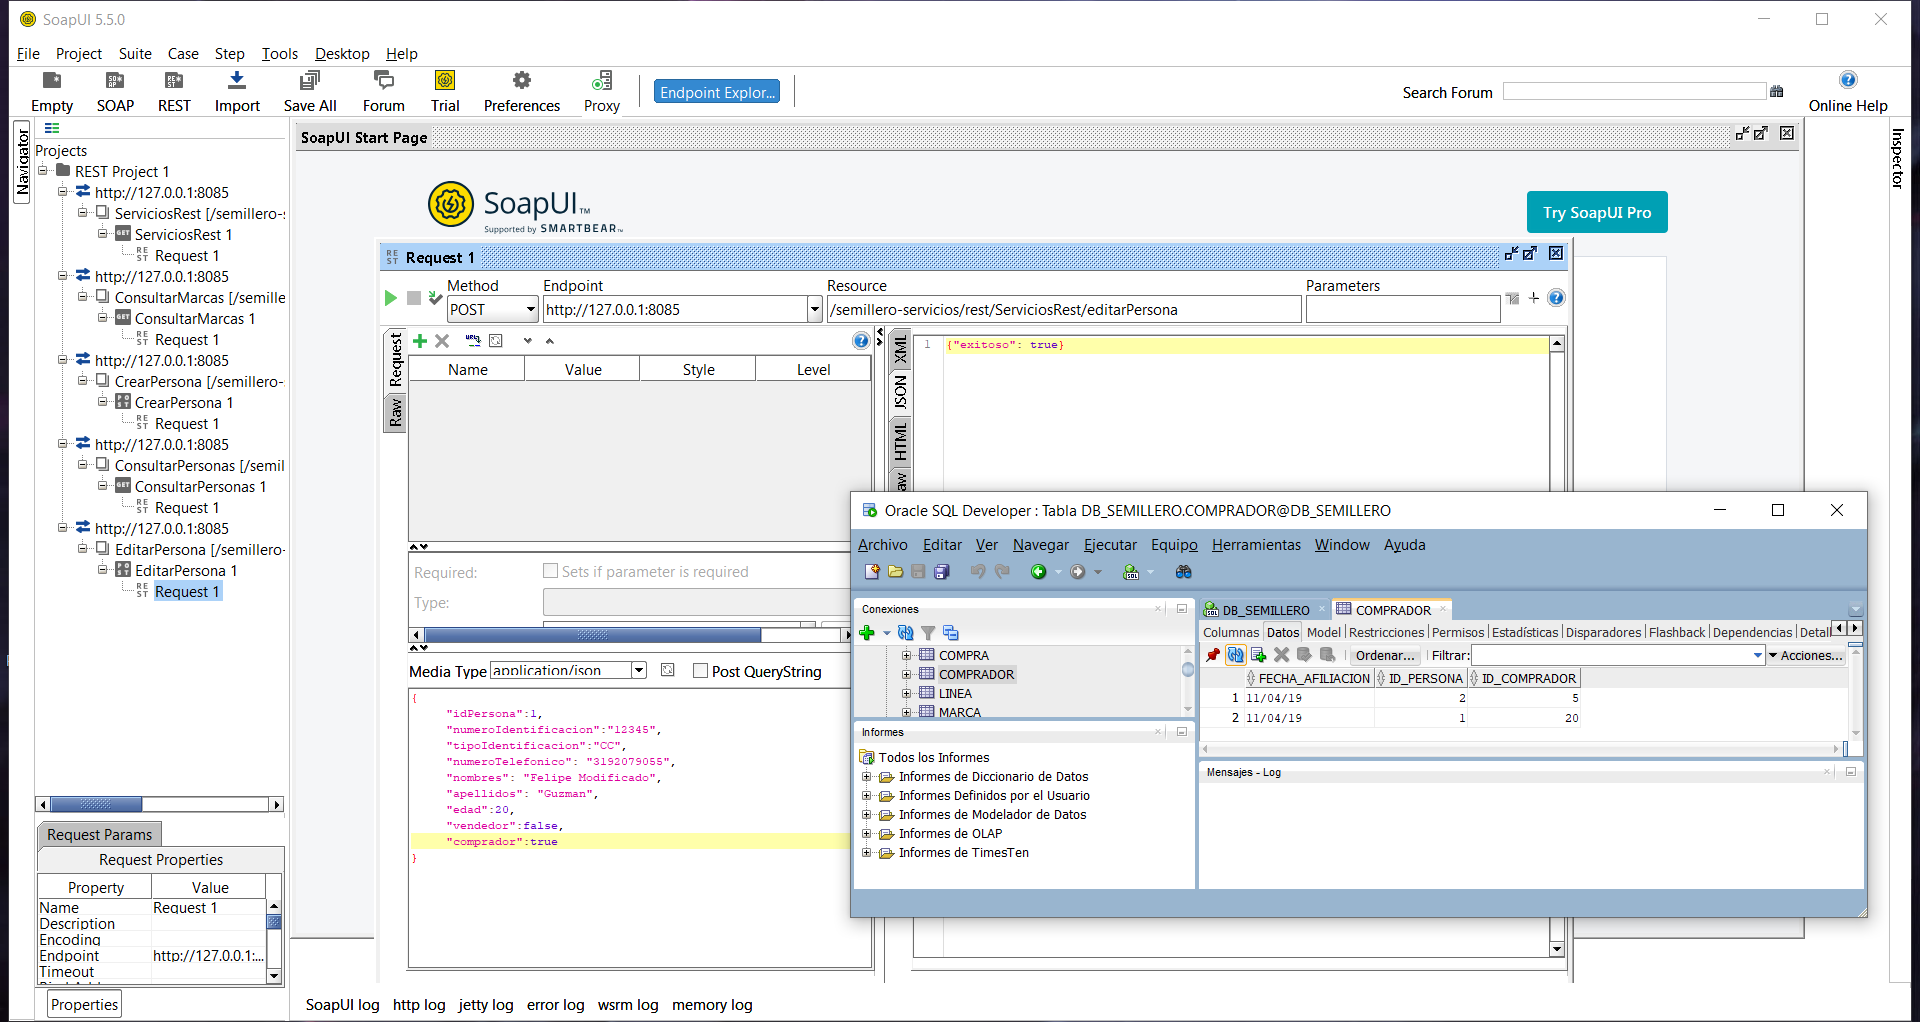 SoapUI 5.5.0
File Project Suite Case Step Tools Desktop Help
Empty SOAP REST Import Save All Forum Trial Preferences Proxy Endpoint Explor... Search Forum Online Help
Navigator
Projects
REST Project 1
http://127.0.0.1:8085
ServiciosRest [/semillero-
ServiciosRest 1
Request 1
http://127.0.0.1:8085
ConsultarMarcas [/semille
ConsultarMarcas 1
Request 1
http://127.0.0.1:8085
CrearPersona [/semillero-
CrearPersona 1
Request 1
http://127.0.0.1:8085
ConsultarPersonas [/semil
ConsultarPersonas 1
Request 1
http://127.0.0.1:8085
EditarPersona [/semillero-
EditarPersona 1
Request 1
Request Params
Request Properties
Property Value
Name Request 1
Description
Encoding
Endpoint http://127.0.0.1:...
Timeout
Properties
SoapUI Start Page
Inspector
SoapUI™
Supported by SMARTBEAR™
Try SoapUI Pro
Request 1
Method Endpoint Resource Parameters
POST http://127.0.0.1:8085 /semillero-servicios/rest/ServiciosRest/editarPersona
Request
Raw
Name Value Style Level
Required: Sets if parameter is required
Type:
Media Type application/json Post QueryString
{
"idPersona":1,
"numeroIdentificacion":"12345",
"tipoIdentificacion":"CC",
"numeroTelefonico": "3192079055",
"nombres": "Felipe Modificado",
"apellidos": "Guzman",
"edad":20,
"vendedor":false,
"comprador":true
}
XML
JSON
HTML
1 {"exitoso": true}
Oracle SQL Developer : Tabla DB_SEMILLERO.COMPRADOR@DB_SEMILLERO
Archivo Editar Ver Navegar Ejecutar Equipo Herramientas Window Ayuda
Conexiones
COMPRA
COMPRADOR
LINEA
MARCA
Informes
Todos los Informes
Informes de Diccionario de Datos
Informes Definidos por el Usuario
Informes de Modelador de Datos
Informes de OLAP
Informes de TimesTen
DB_SEMILLERO COMPRADOR
Columnas Datos Model Restricciones Permisos Estadísticas Disparadores Flashback Dependencias Detall
Ordenar... Filtrar: Acciones...
FECHA_AFILIACION ID_PERSONA ID_COMPRADOR
1 11/04/19 2 5
2 11/04/19 1 20
Mensajes - Log
SoapUI log http log jetty log error log wsrm log memory log